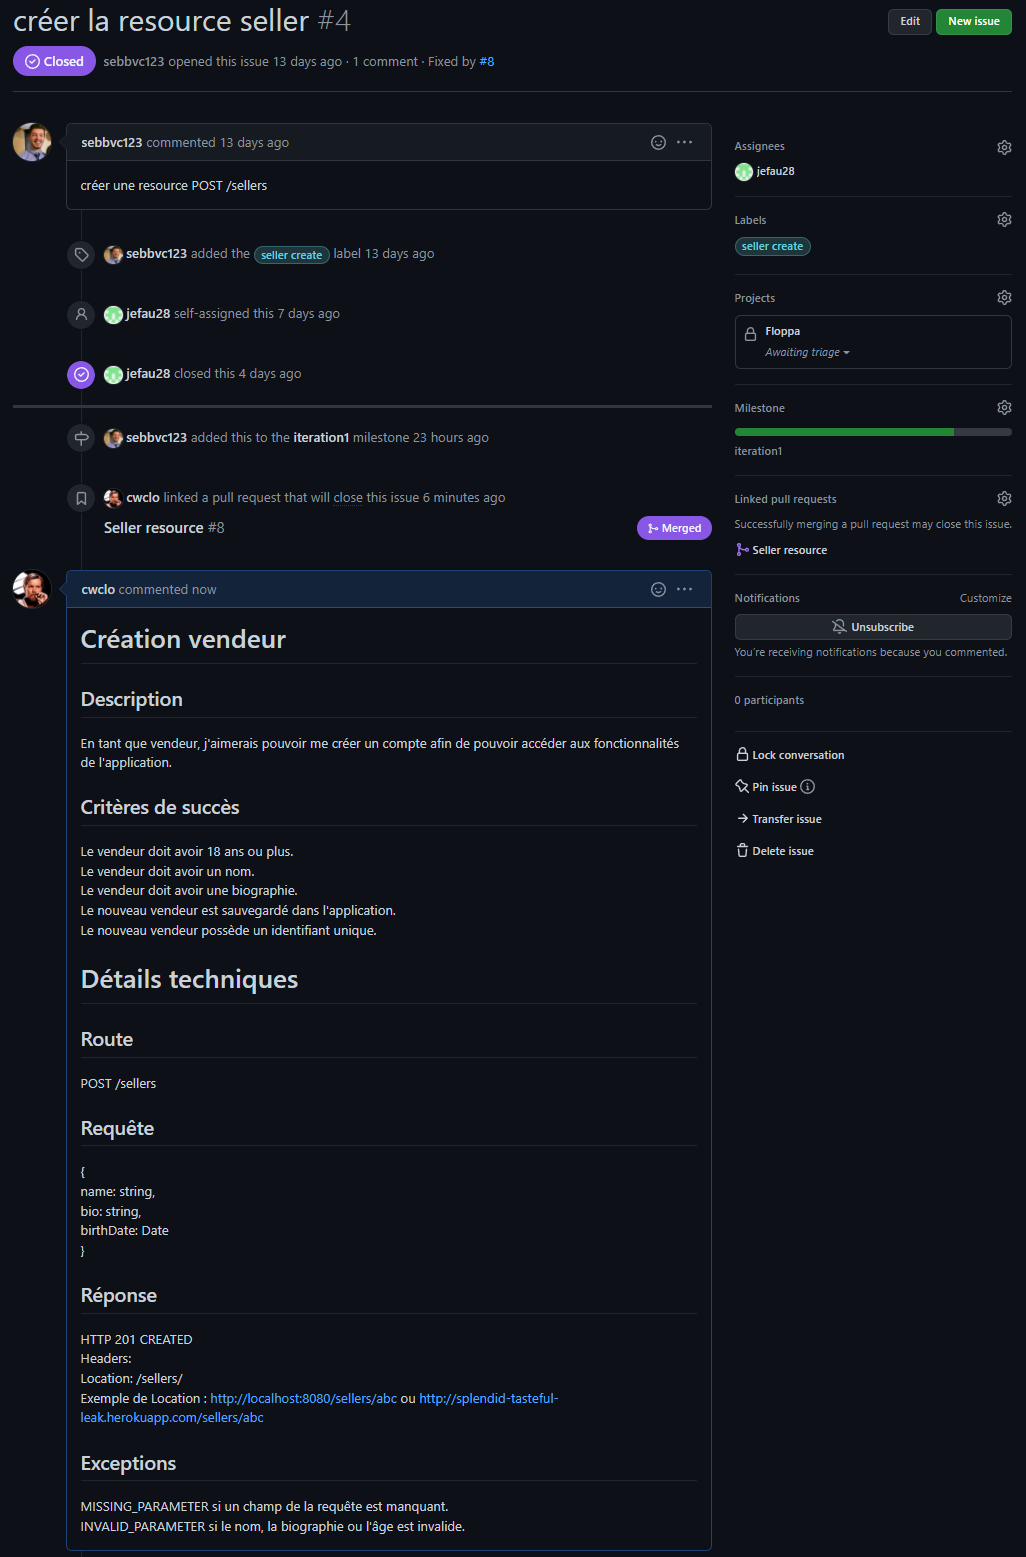 créer la resource seller #4
Edit
New issue
Closed
sebbvc123 opened this issue 13 days ago · 1 comment · Fixed by #8
sebbvc123 commented 13 days ago
créer une resource POST /sellers
sebbvc123 added the seller create label 13 days ago
jefau28 self-assigned this 7 days ago
jefau28 closed this 4 days ago
sebbvc123 added this to the iteration1 milestone 23 hours ago
cwclo linked a pull request that will close this issue 6 minutes ago
Seller resource #8
Merged
cwclo commented now
Création vendeur
Description
En tant que vendeur, j'aimerais pouvoir me créer un compte afin de pouvoir accéder aux fonctionnalités
de l'application.
Critères de succès
Le vendeur doit avoir 18 ans ou plus.
Le vendeur doit avoir un nom.
Le vendeur doit avoir une biographie.
Le nouveau vendeur est sauvegardé dans l'application.
Le nouveau vendeur possède un identifiant unique.
Détails techniques
Route
POST /sellers
Requête
{
name: string,
bio: string,
birthDate: Date
}
Réponse
HTTP 201 CREATED
Headers:
Location: /sellers/
Exemple de Location : http://localhost:8080/sellers/abc ou http://splendid-tasteful-
leak.herokuapp.com/sellers/abc
Exceptions
MISSING_PARAMETER si un champ de la requête est manquant.
INVALID_PARAMETER si le nom, la biographie ou l'âge est invalide.
Assignees
jefau28
Labels
seller create
Projects
Floppa
Awaiting triage
Milestone
iteration1
Linked pull requests
Successfully merging a pull request may close this issue.
Seller resource
Notifications
Customize
Unsubscribe
You're receiving notifications because you commented.
0 participants
Lock conversation
Pin issue
Transfer issue
Delete issue